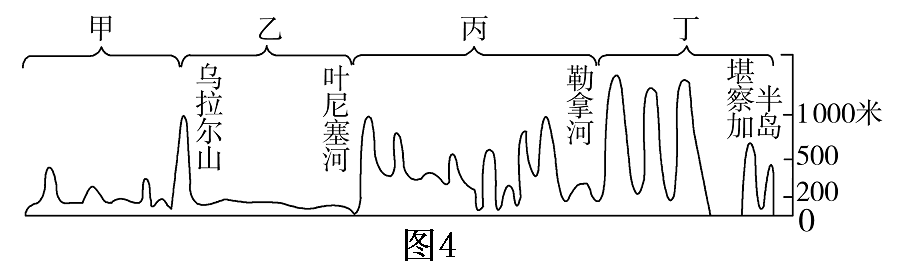 甲 乙 丙 丁
乌拉尔山
叶尼塞河
勒拿河
堪察加
半岛
1000米
500
200
0
图4